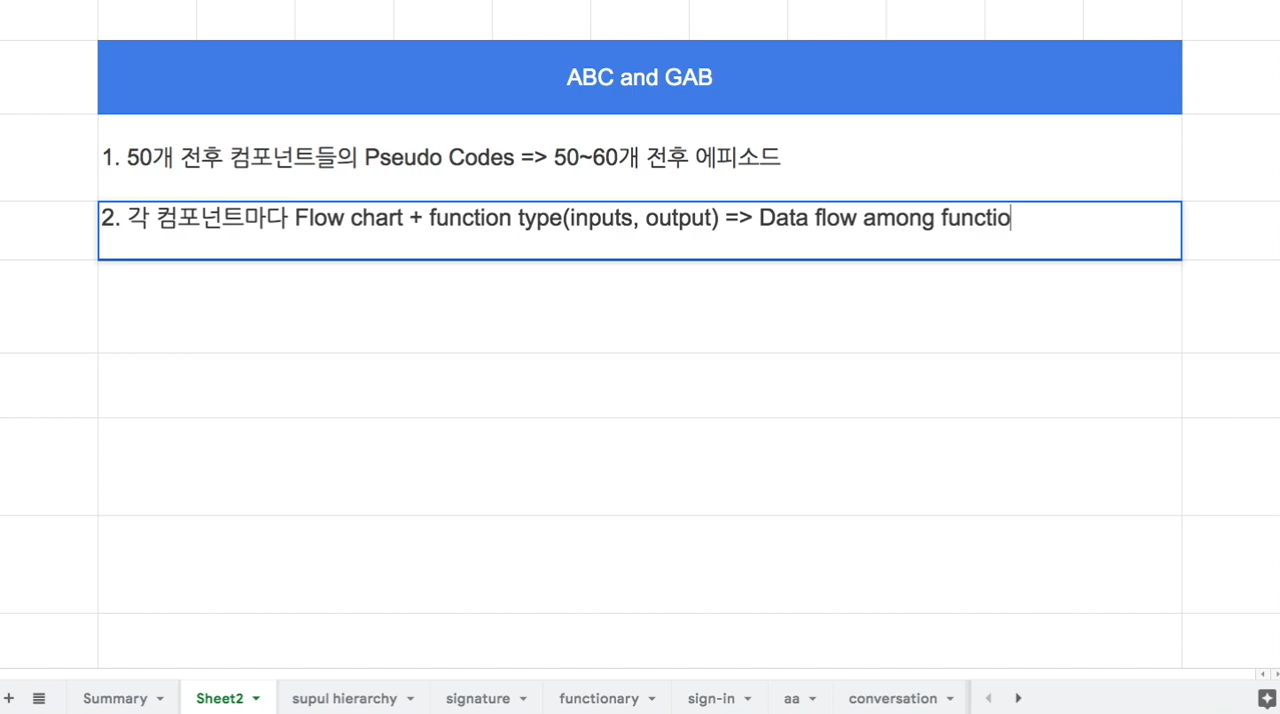 ABC and GAB
1. 50개 전후 컴포넌트들의 Pseudo Codes => 50~60개 전후 에피소드
2. 각 컴포넌트마다 Flow chart + function type(inputs, output) => Data flow among functio
+ Summary Sheet2 supul hierarchy signature functionary sign-in aa conversation